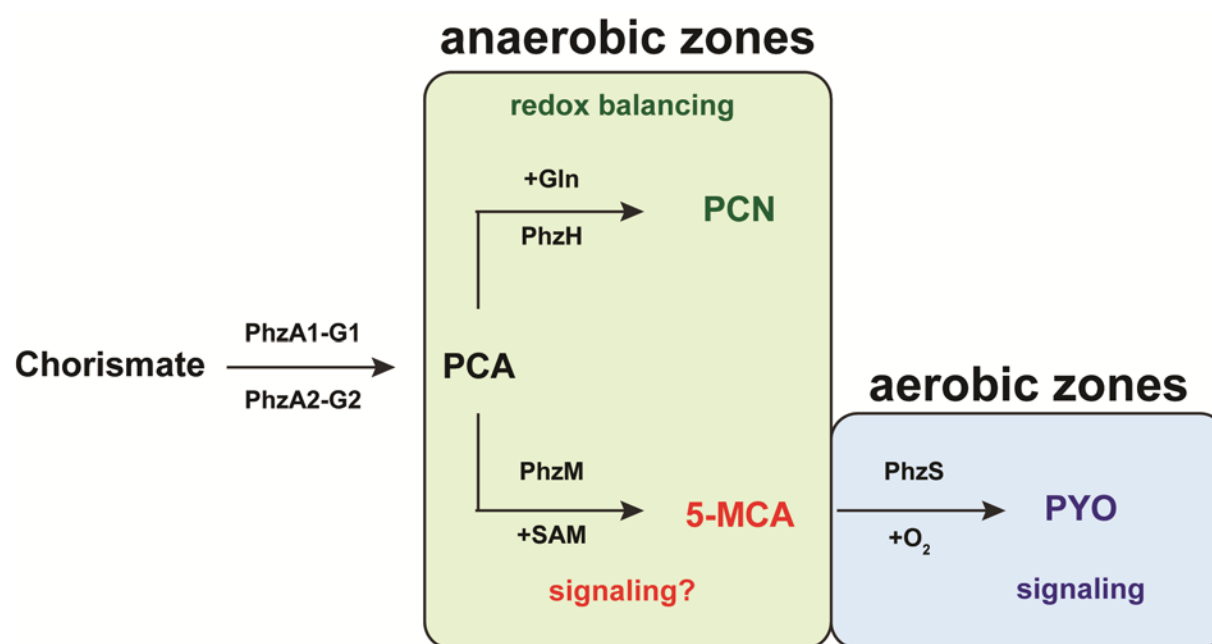 anaerobic zones
redox balancing
+Gln
PhzH
PCN
Chorismate
PhzA1-G1
PhzA2-G2
PCA
PhzM
+SAM
5-MCA
signaling?
aerobic zones
PhzS
+O₂
PYO
signaling